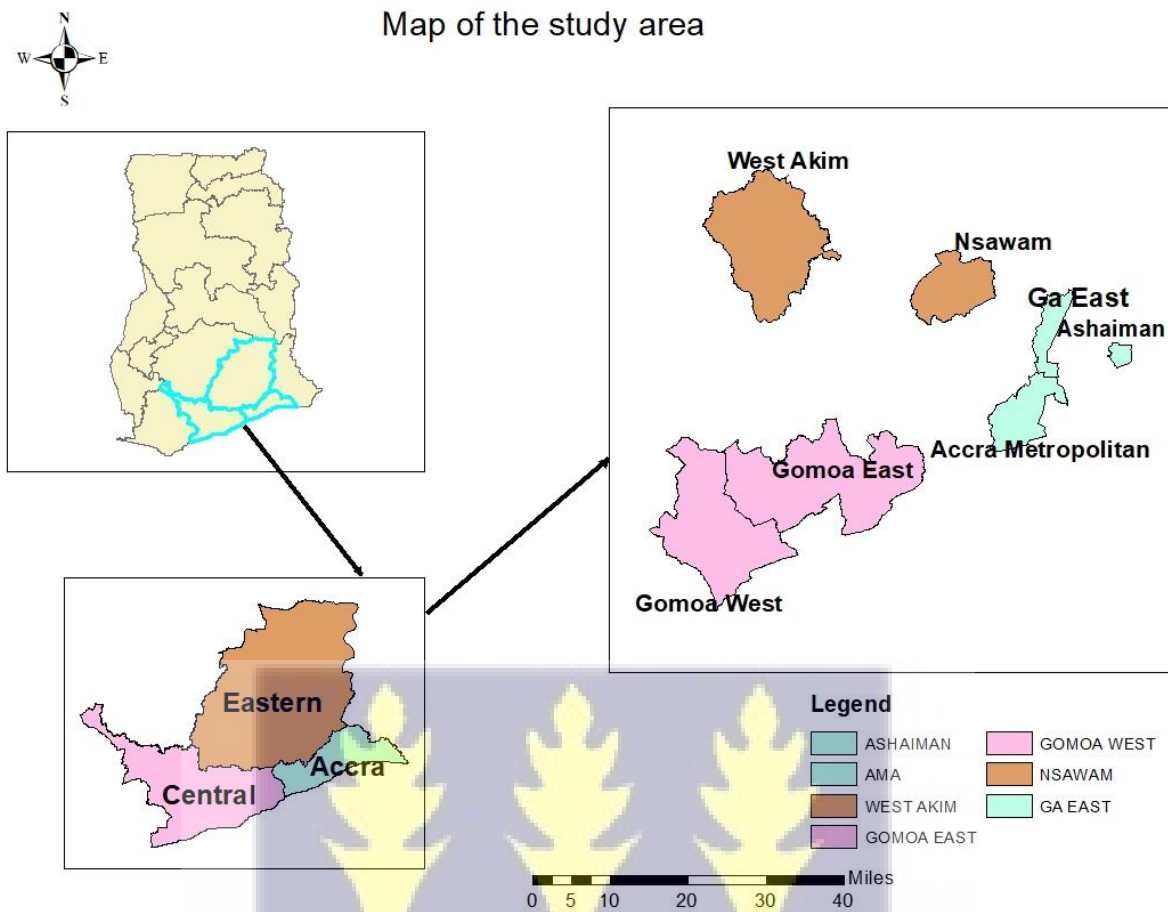 Map of the study area
N
W E
S
West Akim
Nsawam
Ga East
Ashaiman
Accra Metropolitan
Gomoa East
Gomoa West
Eastern
Accra
Central
Legend
ASHAIMAN
AMA
WEST AKIM
GOMOA EAST
GOMOA WEST
NSAWAM
GA EAST
Miles
0 5 10 20 30 40